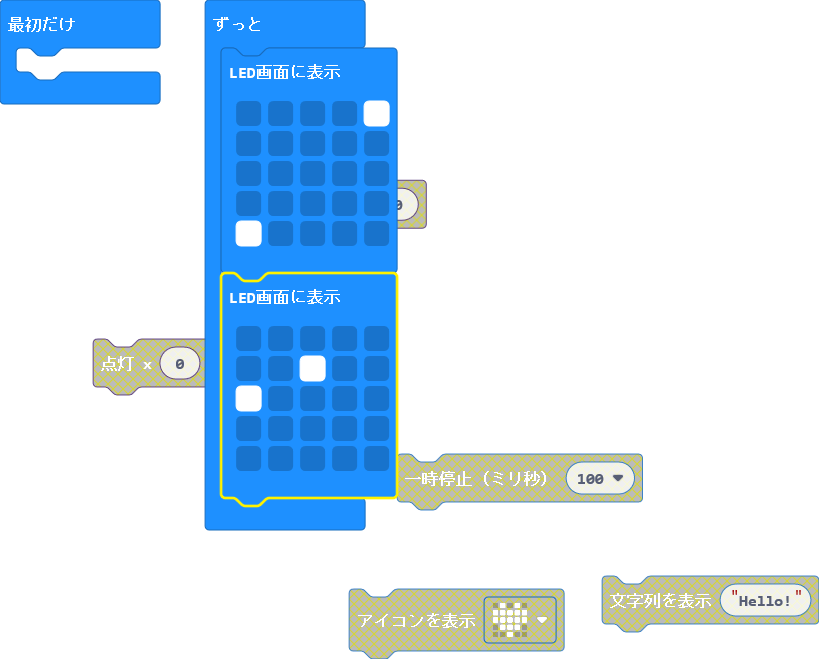 最初だけ
ずっと
LED画面に表示
0
LED画面に表示
点灯 x 0
一時停止（ミリ秒） 100
アイコンを表示
文字列を表示 "Hello!"